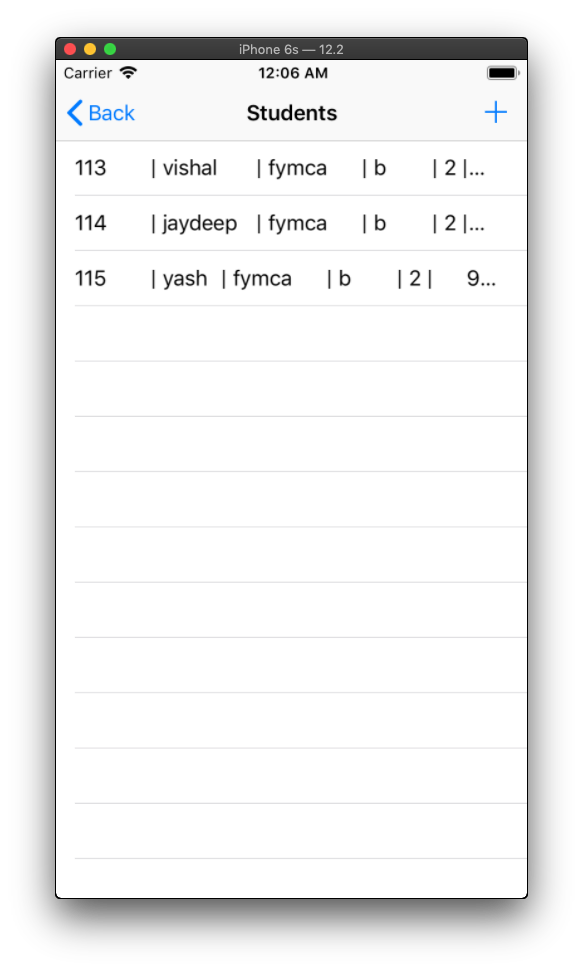 iPhone 6s — 12.2
Carrier 12:06 AM
Back Students +
113 | vishal | fymca | b | 2 |...
114 | jaydeep | fymca | b | 2 |...
115 | yash | fymca | b | 2 | 9...